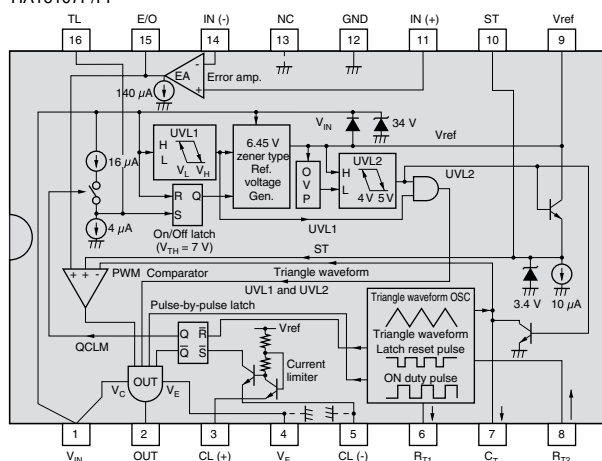 TL E/O IN (-) NC GND IN (+) ST Vref
16 15 14 13 12 11 10 9
EA
-
+
Error amp.
140 µA
VIN
34 V
Vref
UVL1
H
L
VL VH
6.45 V
zener type
Ref.
voltage
Gen.
O
V
P
H
L
UVL2
4 V 5 V
UVL2
16 µA
R Q
S
On/Off latch
(VTH = 7 V)
4 µA
UVL1
ST
+ + -
PWM Comparator
Triangle waveform
UVL1 and UVL2
3.4 V
10 µA
Pulse-by-pulse latch
Q R
Q S
QCLM
Vref
Current
limiter
Triangle waveform OSC
Triangle waveform
Latch reset pulse
ON duty pulse
VC
OUT
VE
1 2 3 4 5 6 7 8
VIN OUT CL (+) VE CL (-) RT1 CT RT2